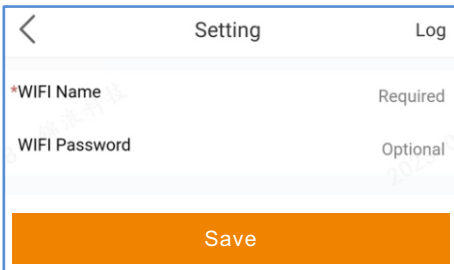 Setting
Log
*WIFI Name
Required
WIFI Password
Optional
Save